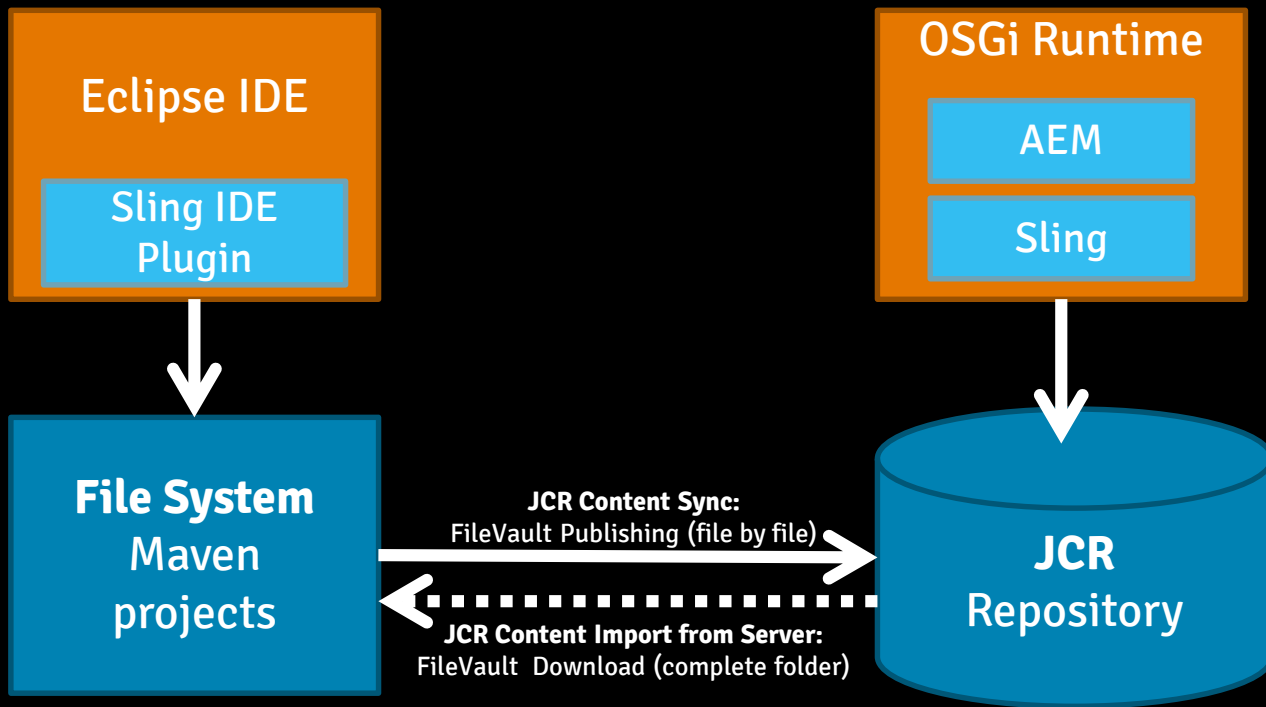 Eclipse IDE
Sling IDE
Plugin
OSGi Runtime
AEM
Sling
File System
Maven
projects
JCR Content Sync:
FileVault Publishing (file by file)
JCR Content Import from Server:
FileVault Download (complete folder)
JCR
Repository